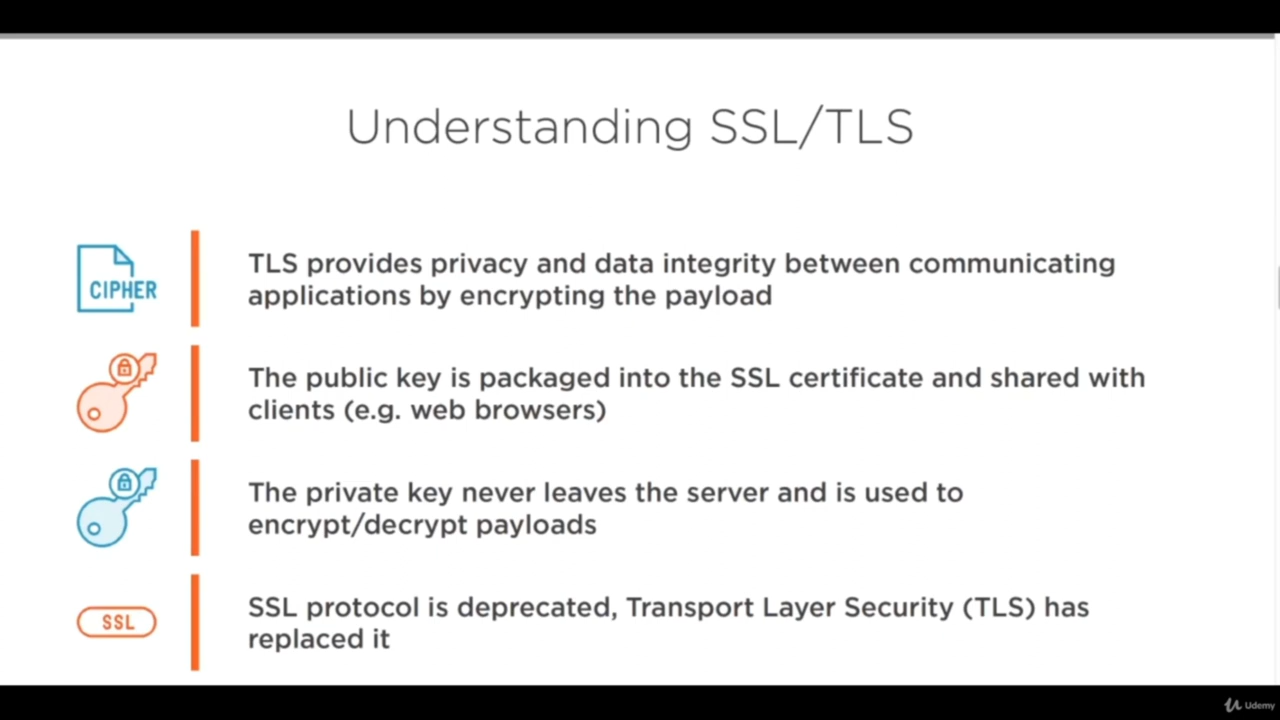 Understanding SSL/TLS
CIPHER
TLS provides privacy and data integrity between communicating
applications by encrypting the payload
The public key is packaged into the SSL certificate and shared with
clients (e.g. web browsers)
The private key never leaves the server and is used to
encrypt/decrypt payloads
SSL
SSL protocol is deprecated, Transport Layer Security (TLS) has
replaced it
Udemy